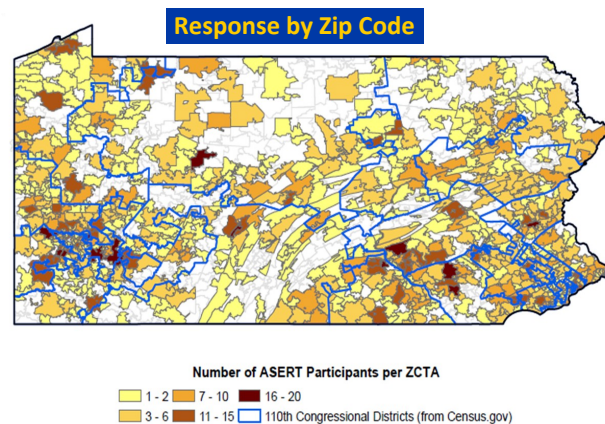 Response by Zip Code
Number of ASERT Participants per ZCTA
1 - 2 7 - 10 16 - 20
3 - 6 11 - 15 110th Congressional Districts (from Census.gov)